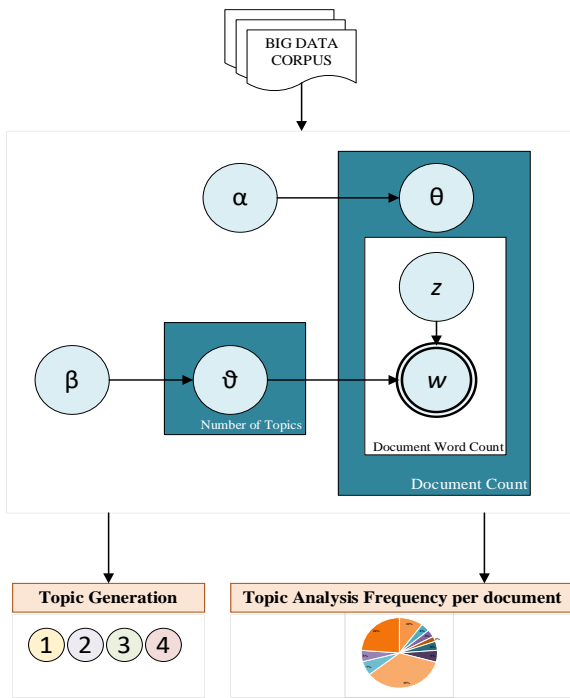 BIG DATA
CORPUS
α
θ
z
β
ϑ
w
Number of Topics
Document Word Count
Document Count
Topic Generation
Topic Analysis Frequency per document
1 2 3 4